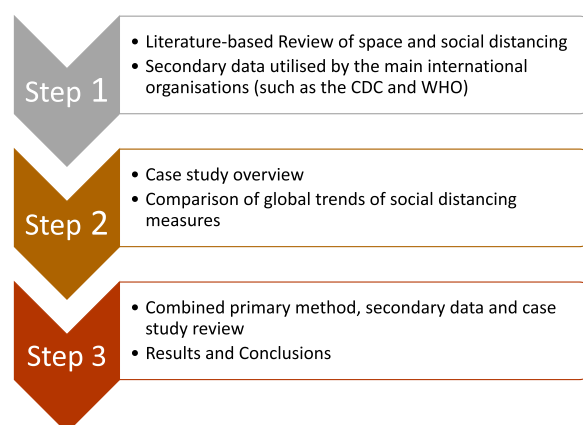 Step 1
• Literature-based Review of space and social distancing
• Secondary data utilised by the main international
organisations (such as the CDC and WHO)
Step 2
• Case study overview
• Comparison of global trends of social distancing
measures
Step 3
• Combined primary method, secondary data and case
study review
• Results and Conclusions